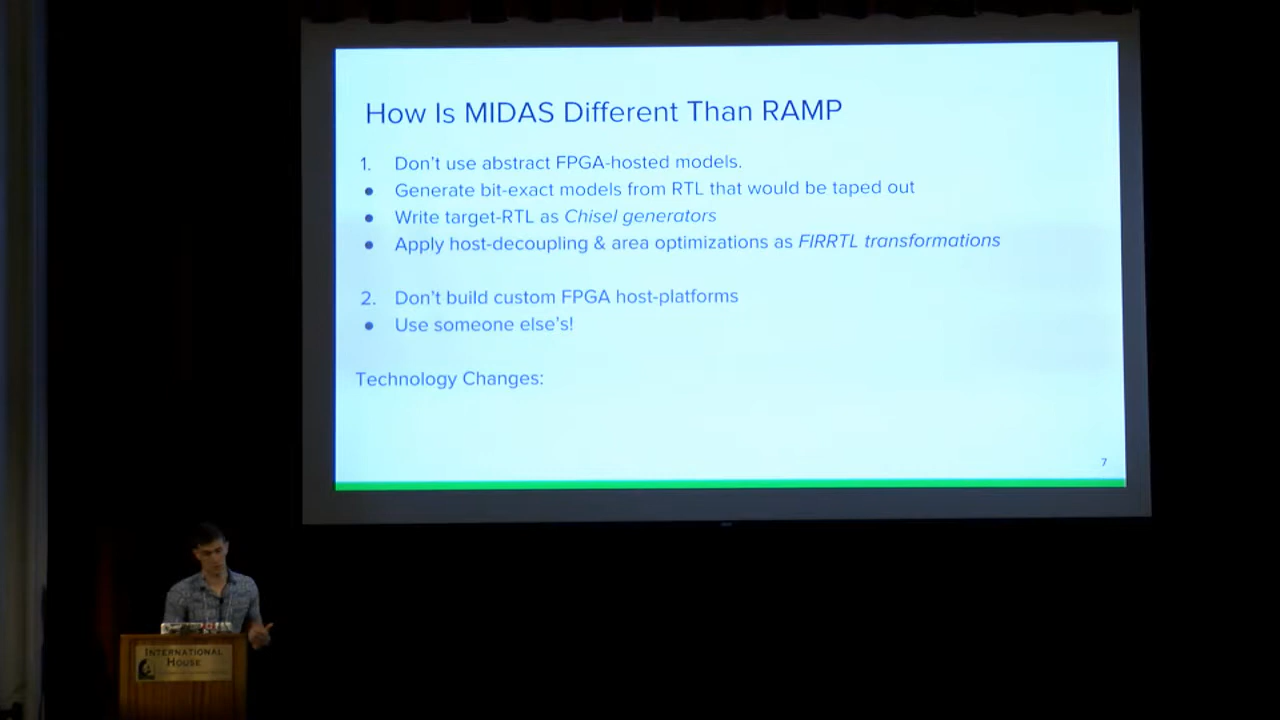 How Is MIDAS Different Than RAMP
1. Don't use abstract FPGA-hosted models.
● Generate bit-exact models from RTL that would be taped out
● Write target-RTL as Chisel generators
● Apply host-decoupling & area optimizations as FIRRTL transformations
2. Don't build custom FPGA host-platforms
● Use someone else's!
Technology Changes:
7
INTERNATIONAL
HOUSE